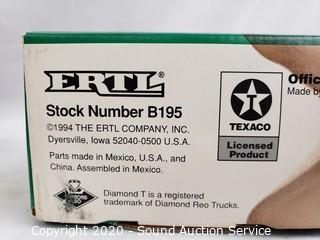 ERTL®
Stock Number B195
©1994 THE ERTL COMPANY, INC.
Dyersville, Iowa 52040-0500 U.S.A.
Parts made in Mexico, U.S.A., and
China. Assembled in Mexico.
Diamond T is a registered
trademark of Diamond Reo Trucks.
T
TEXACO
Licensed
Product
Offic
Made by
Copyright 2020 - Auction Service